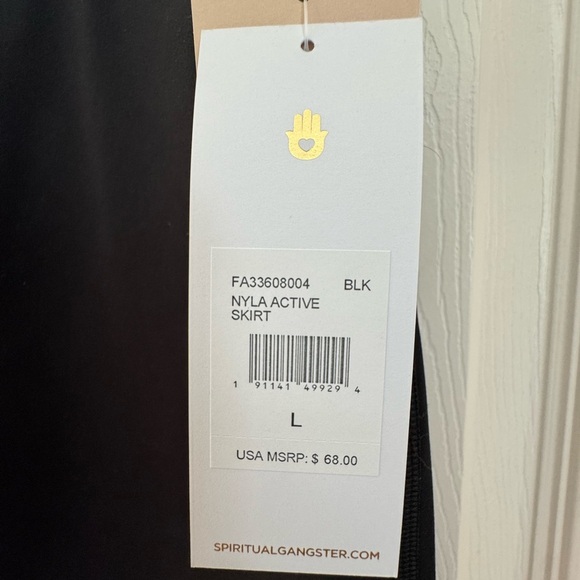 FA33608004 BLK
NYLA ACTIVE
SKIRT
1 91141 49929 4
L
USA MSRP: $ 68.00
SPIRITUALGANGSTER.COM